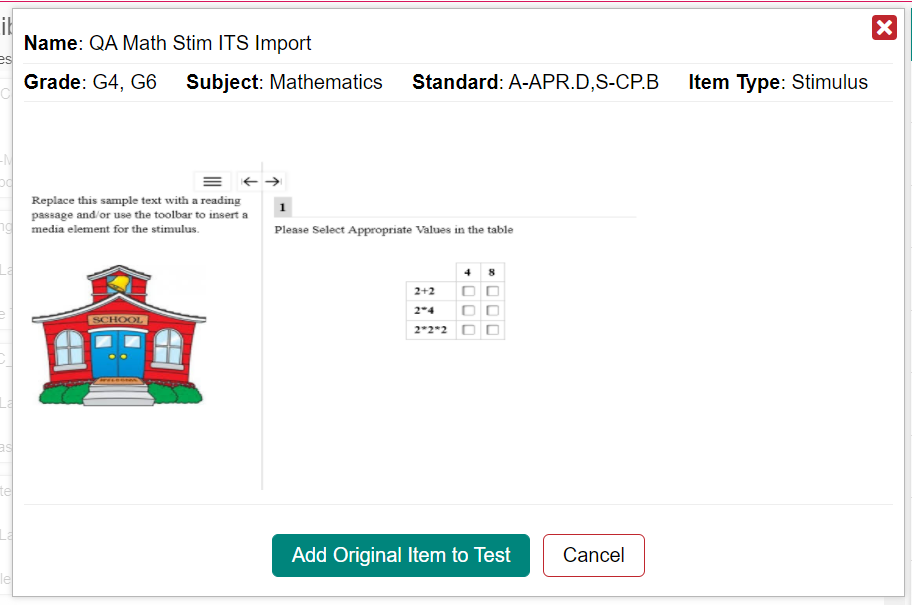 Name: QA Math Stim ITS Import
Grade: G4, G6 Subject: Mathematics Standard: A-APR.D,S-CP.B Item Type: Stimulus
Replace this sample text with a reading
passage and/or use the toolbar to insert a
media element for the stimulus.
SCHOOL
WELCOME
1
Please Select Appropriate Values in the table
4 8
2+2
2*4
2*2*2
Add Original Item to Test Cancel